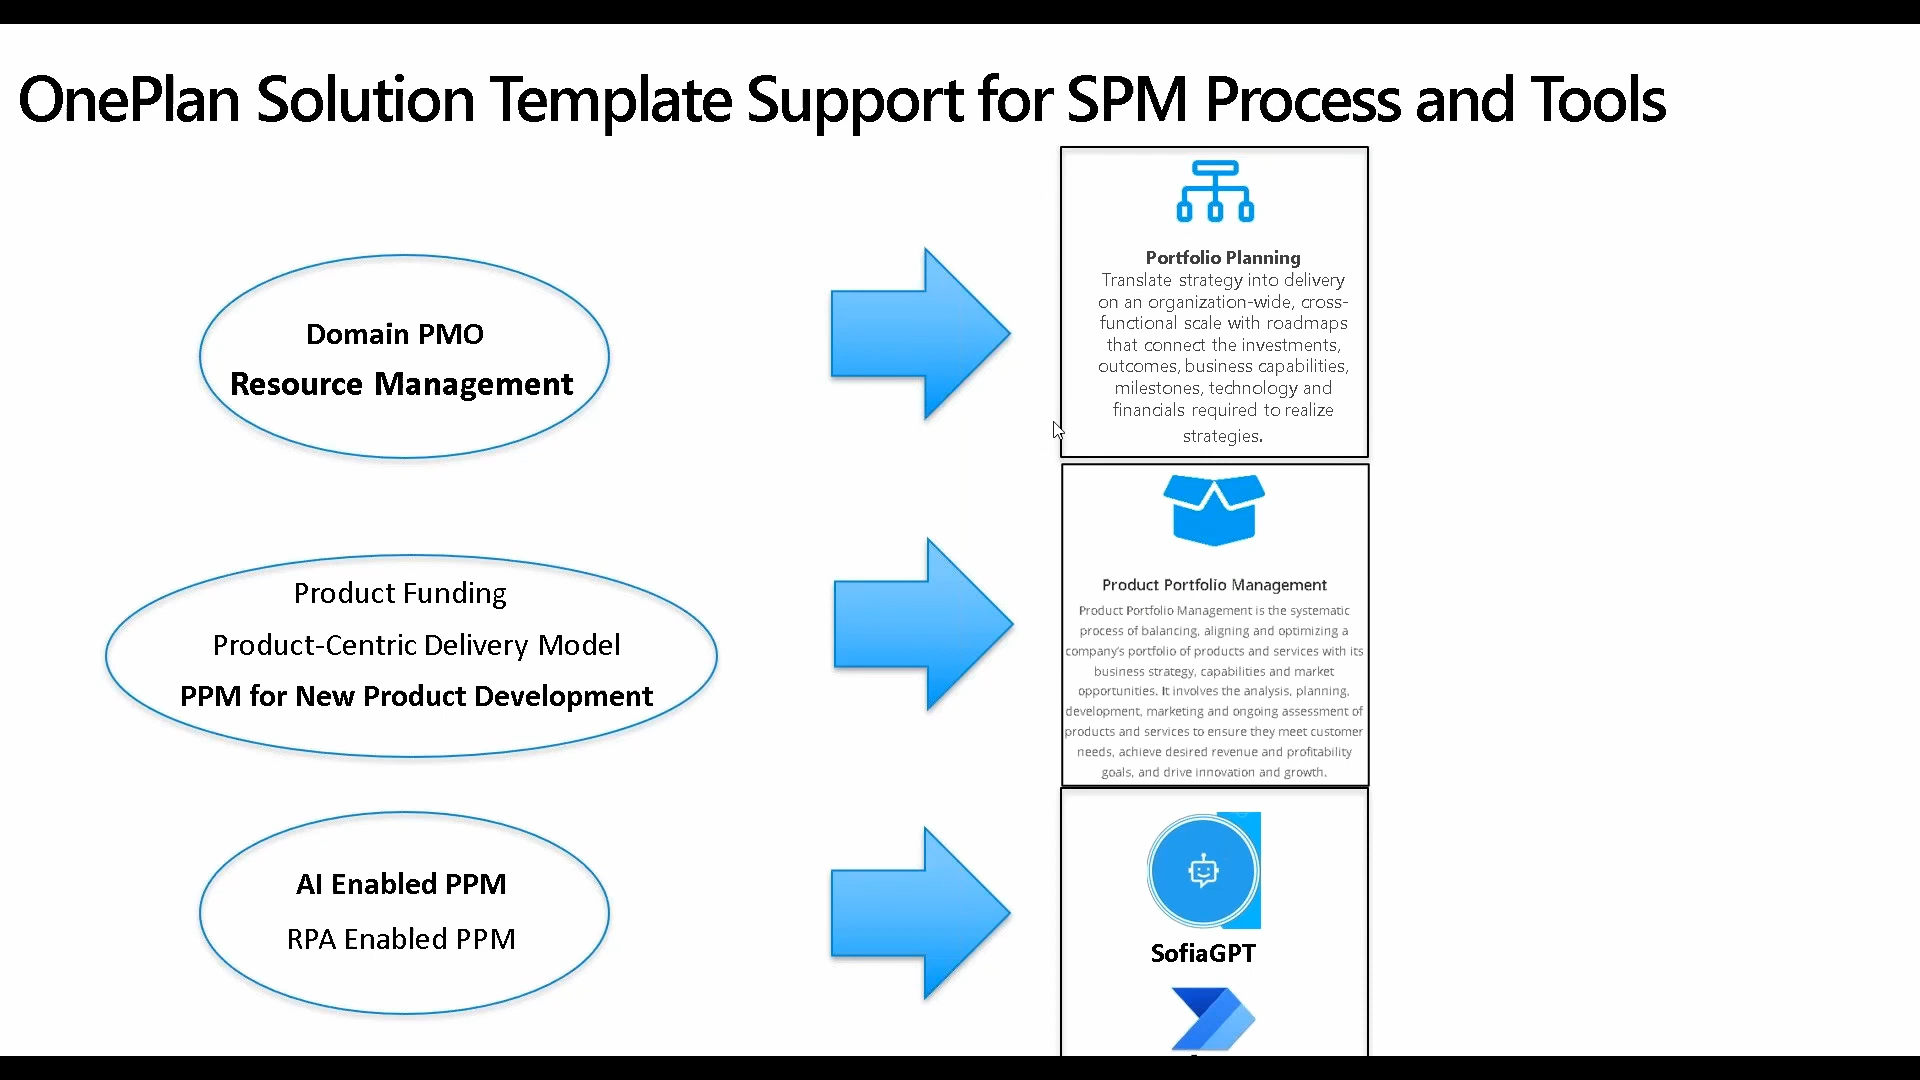 OnePlan Solution Template Support for SPM Process and Tools
Domain PMO
Resource Management
Portfolio Planning
Translate strategy into delivery
on an organization-wide, cross-
functional scale with roadmaps
that connect the investments,
outcomes, business capabilities,
milestones, technology and
financials required to realize
strategies.
Product Funding
Product-Centric Delivery Model
PPM for New Product Development
Product Portfolio Management
Product Portfolio Management is the systematic
process of balancing, aligning and optimizing a
company's portfolio of products and services with its
business strategy, capabilities and market
opportunities. It involves the analysis, planning,
development, marketing and ongoing assessment of
products and services to ensure they meet customer
needs, achieve desired revenue and profitability
goals, and drive innovation and growth.
AI Enabled PPM
RPA Enabled PPM
SofiaGPT